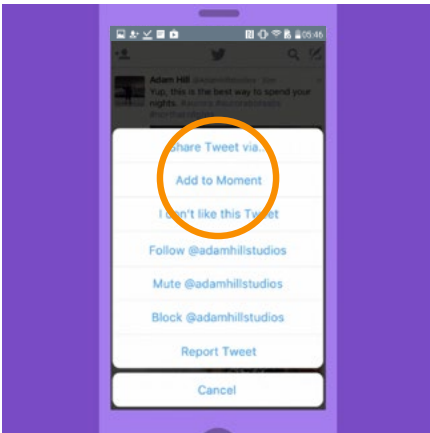 05:46
Adam Hill
Yup, this is the best way to spend your
nights.
Share Tweet via...
Add to Moment
I don't like this Tweet
Follow @adamhillstudios
Mute @adamhillstudios
Block @adamhillstudios
Report Tweet
Cancel